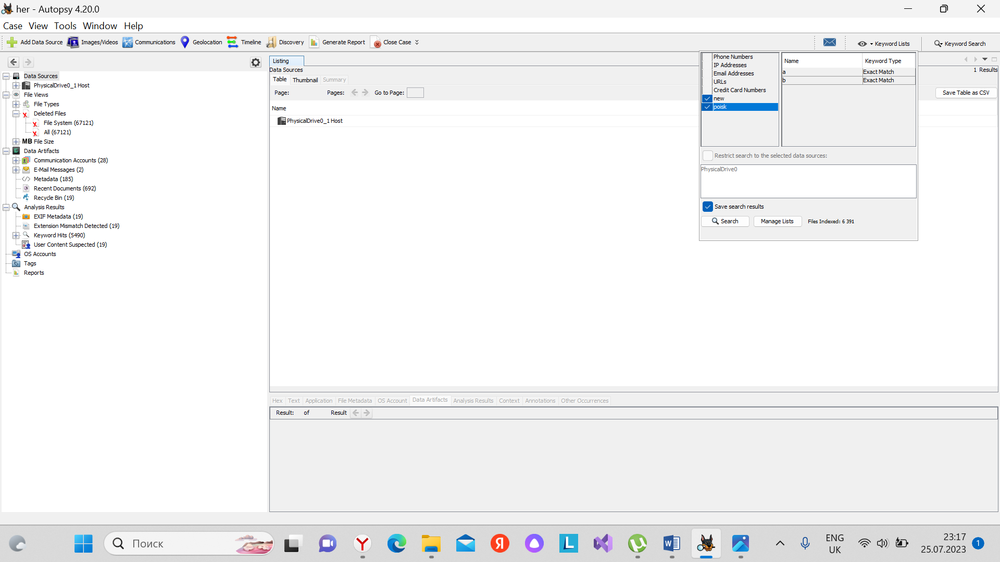 her - Autopsy 4.20.0
Case View Tools Window Help
Add Data Source Images/Videos Communications Geolocation Timeline Discovery Generate Report Close Case Keyword Lists Keyword Search
Data Sources
PhysicalDrive0_1 Host
File Views
File Types
Deleted Files
File System (67121)
All (67121)
MB File Size
Data Artifacts
Communication Accounts (28)
E-Mail Messages (2)
Metadata (185)
Recent Documents (692)
Recycle Bin (19)
Analysis Results
EXIF Metadata (19)
Extension Mismatch Detected (19)
Keyword Hits (5490)
User Content Suspected (19)
OS Accounts
Tags
Reports
Listing
Data Sources
1 Results
Table Thumbnail Summary
Page: Pages: Go to Page:
Save Table as CSV
Name
PhysicalDrive0_1 Host
Phone Numbers
IP Addresses
Email Addresses
URLs
Credit Card Numbers
new
poisk
Name Keyword Type
a Exact Match
b Exact Match
Restrict search to the selected data sources:
PhysicalDrive0
Save search results
Search Manage Lists Files Indexed: 6 391
Hex Text Application File Metadata OS Account Data Artifacts Analysis Results Context Annotations Other Occurrences
Result: of Result
Поиск
ENG
UK
23:17
25.07.2023
1